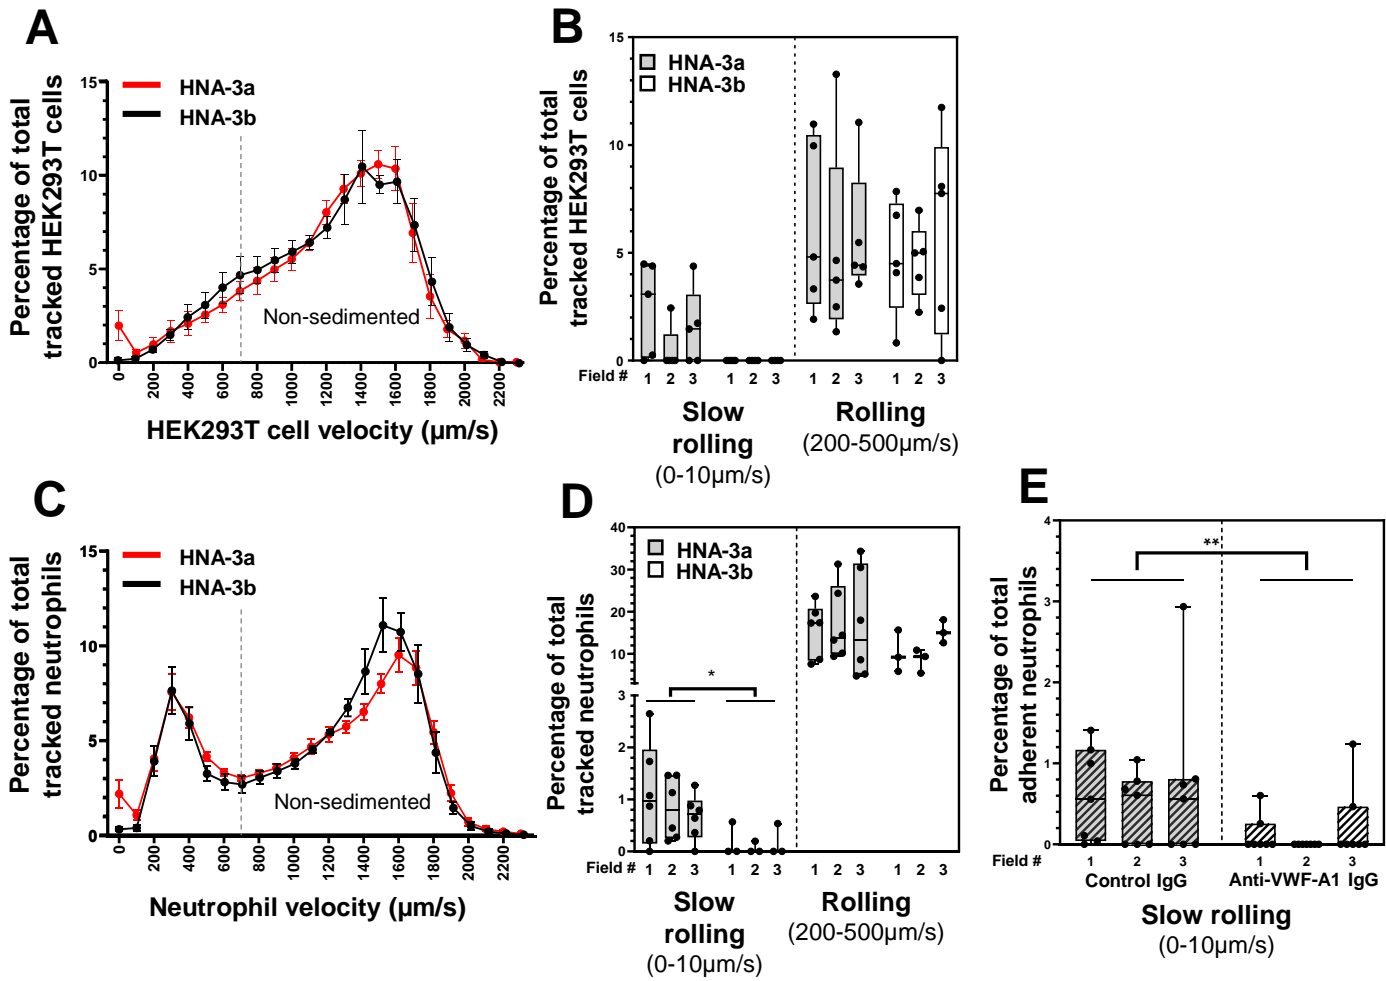 A
Percentage of total
tracked HEK293T cells
15
10
5
0
HNA-3a
HNA-3b
Non-sedimented
0
200
400
600
800
1000
1200
1400
1600
1800
2000
2200
HEK293T cell velocity (µm/s)
B
Percentage of total
tracked HEK293T cells
15
10
5
0
HNA-3a
HNA-3b
Field #
1 2 3 1 2 3 1 2 3 1 2 3
Slow
rolling
(0-10µm/s)
Rolling
(200-500µm/s)
C
Percentage of total
tracked neutrophils
15
10
5
0
HNA-3a
HNA-3b
Non-sedimented
0
200
400
600
800
1000
1200
1400
1600
1800
2000
2200
Neutrophil velocity (µm/s)
D
Percentage of total
tracked neutrophils
40
30
20
10
3
2
1
0
HNA-3a
HNA-3b
*
Field #
1 2 3 1 2 3 1 2 3 1 2 3
Slow
rolling
(0-10µm/s)
Rolling
(200-500µm/s)
E
Percentage of total
adherent neutrophils
4
3
2
1
0
**
Field #
1 2 3 1 2 3
Control IgG
Anti-VWF-A1 IgG
Slow rolling
(0-10µm/s)